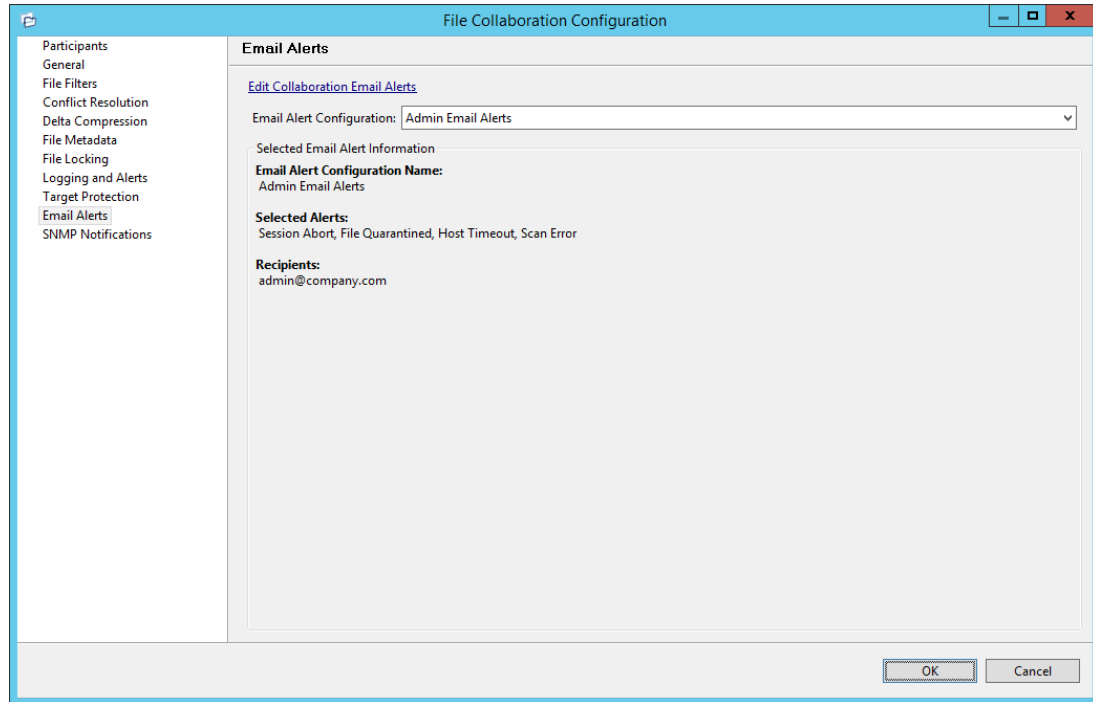 File Collaboration Configuration
Participants
General
File Filters
Conflict Resolution
Delta Compression
File Metadata
File Locking
Logging and Alerts
Target Protection
Email Alerts
SNMP Notifications
Email Alerts
Edit Collaboration Email Alerts
Email Alert Configuration: Admin Email Alerts
Selected Email Alert Information
Email Alert Configuration Name:
Admin Email Alerts
Selected Alerts:
Session Abort, File Quarantined, Host Timeout, Scan Error
Recipients:
admin@company.com
OK Cancel